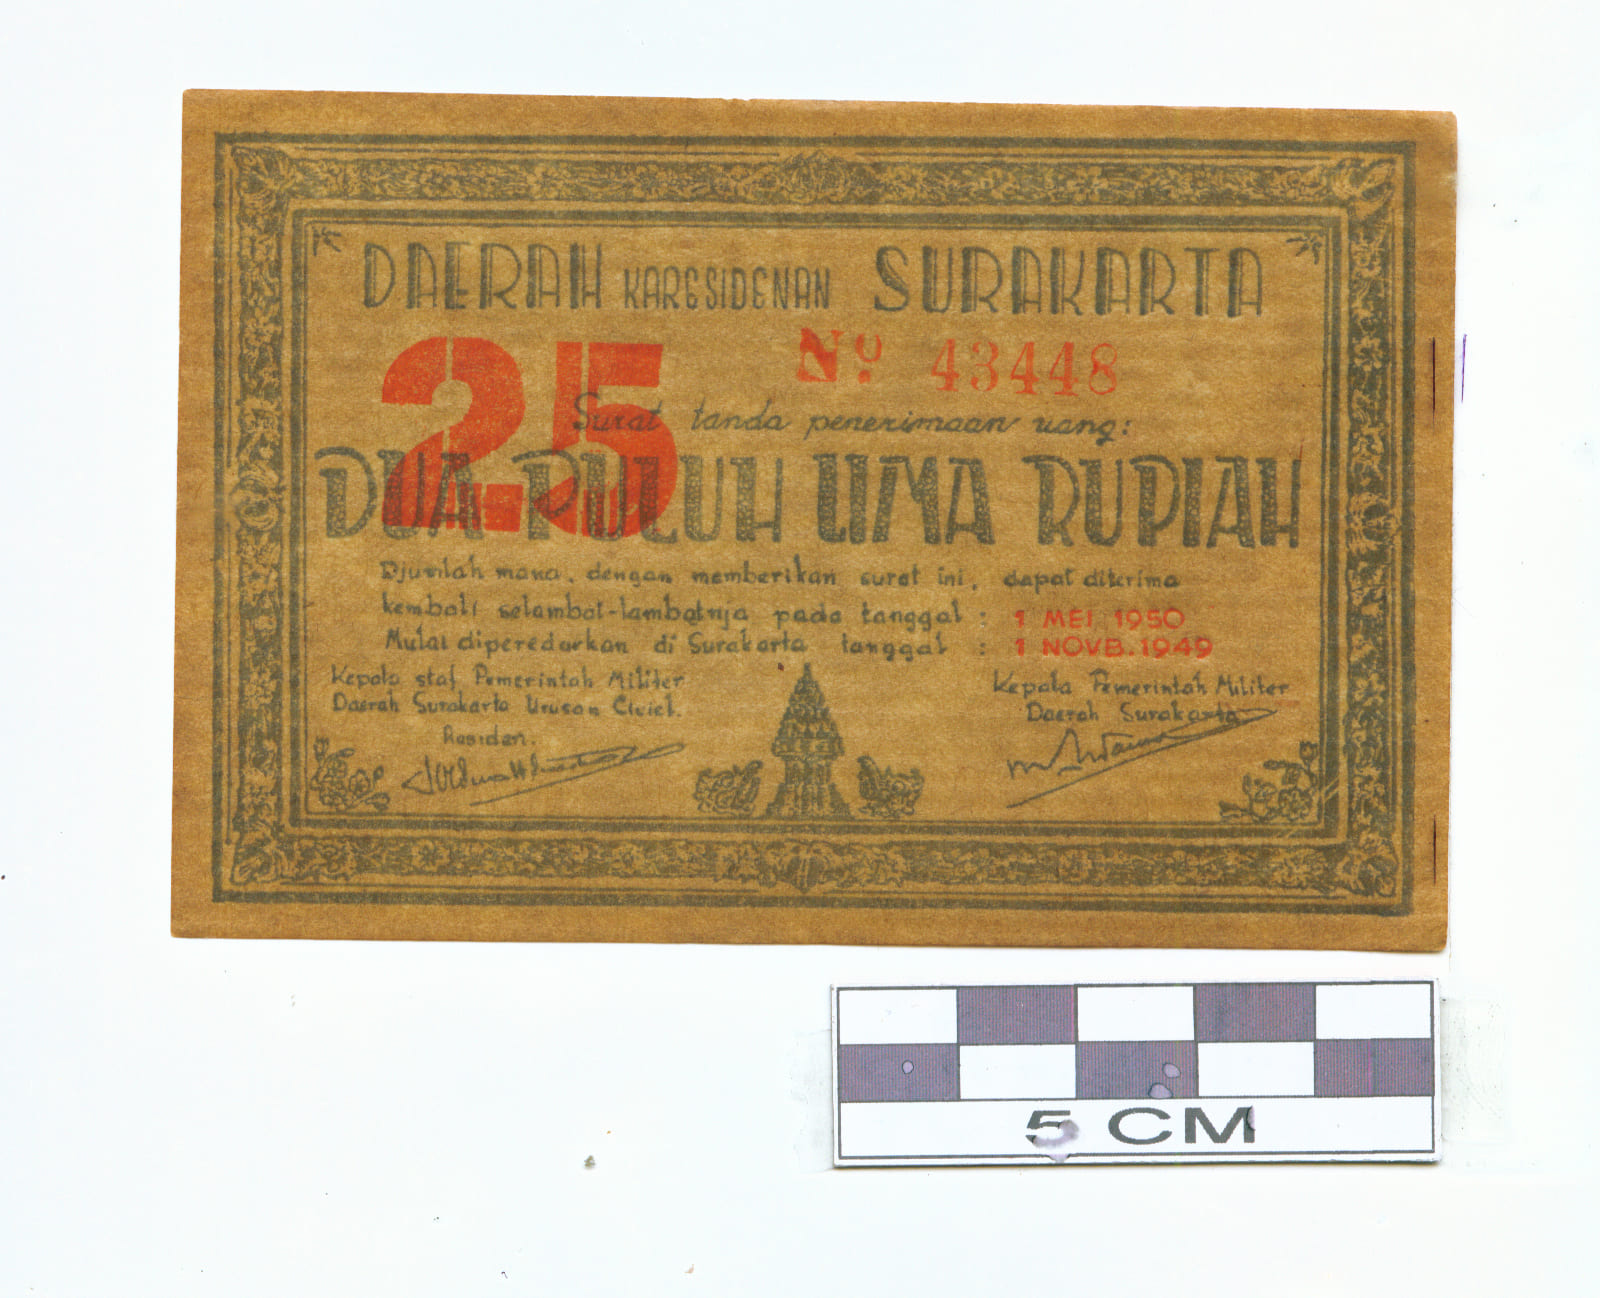 DAERAH KARESIDENAN SURAKARTA
25 No. 43448
Surat tanda penerimaan uang:
DUA PULUH LIMA RUPIAH
Djumlah mana, dengan memberikan surat ini, dapat diterima
kembali selambat-lambatnja pada tanggal : 1 MEI 1950
Mulai diperedarkan di Surakarta tanggal : 1 NOVB. 1949
Kepala staf Pemerintah Militer
Daerah Surakarta Urusan Civiel.
Residen.
Kepala Pemerintah Militer
Daerah Surakarta
5 CM